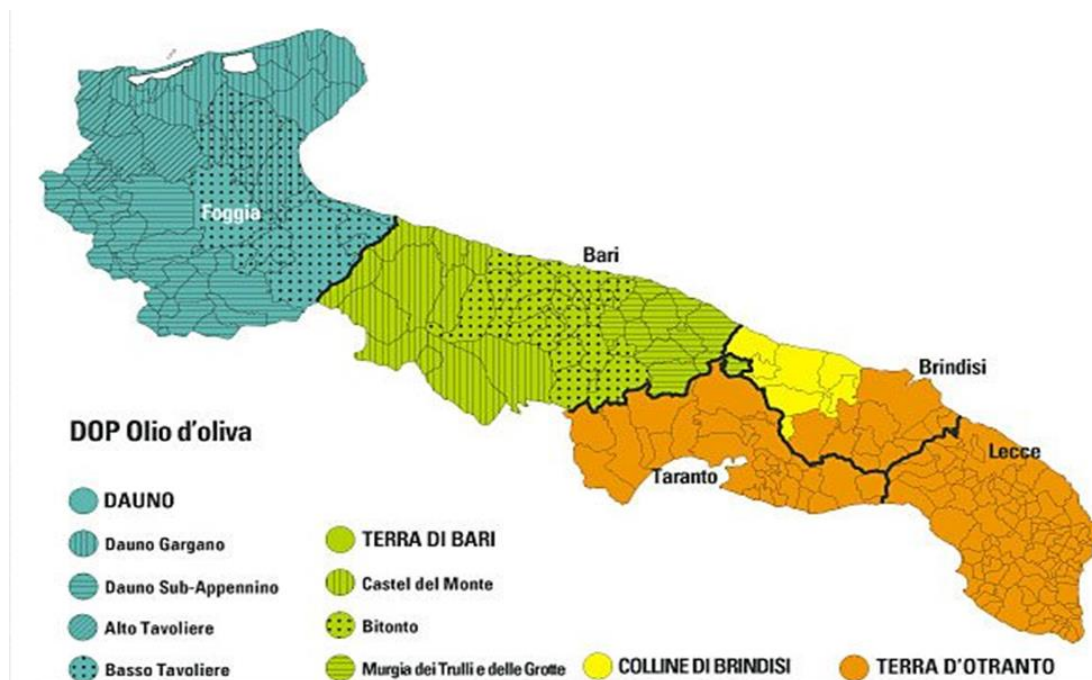 Foggia
Bari
Brindisi
Lecce
Taranto
DOP Olio d'oliva
DAUNO
Dauno Gargano
Dauno Sub-Appennino
Alto Tavoliere
Basso Tavoliere
TERRA DI BARI
Castel del Monte
Bitonto
Murgia dei Trulli e delle Grotte
COLLINE DI BRINDISI
TERRA D'OTRANTO